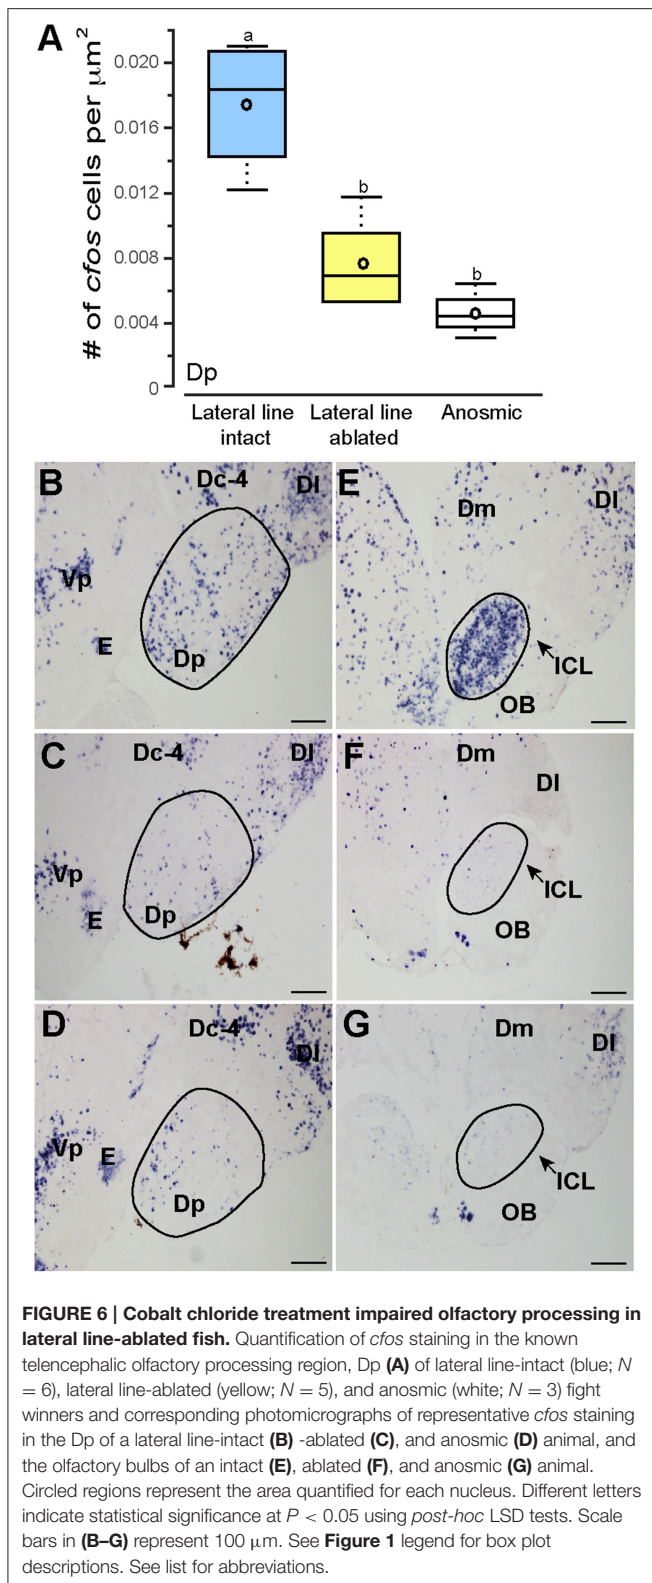 A
# of cfos cells per μm²
0.020
0.016
0.012
0.008
0.004
0
a
b
b
Dp
Lateral line intact
Lateral line ablated
Anosmic
B
Dc-4
Dl
Vp
E
Dp
E
Dm
Dl
ICL
OB
C
Dc-4
Dl
Vp
E
Dp
F
Dm
Dl
ICL
OB
D
Dc-4
Dl
Vp
E
Dp
G
Dm
Dl
ICL
OB
FIGURE 6 | Cobalt chloride treatment impaired olfactory processing in
lateral line-ablated fish. Quantification of cfos staining in the known
telencephalic olfactory processing region, Dp (A) of lateral line-intact (blue; N
= 6), lateral line-ablated (yellow; N = 5), and anosmic (white; N = 3) fight
winners and corresponding photomicrographs of representative cfos staining
in the Dp of a lateral line-intact (B) -ablated (C), and anosmic (D) animal, and
the olfactory bulbs of an intact (E), ablated (F), and anosmic (G) animal.
Circled regions represent the area quantified for each nucleus. Different letters
indicate statistical significance at P < 0.05 using post-hoc LSD tests. Scale
bars in (B–G) represent 100 μm. See Figure 1 legend for box plot
descriptions. See list for abbreviations.